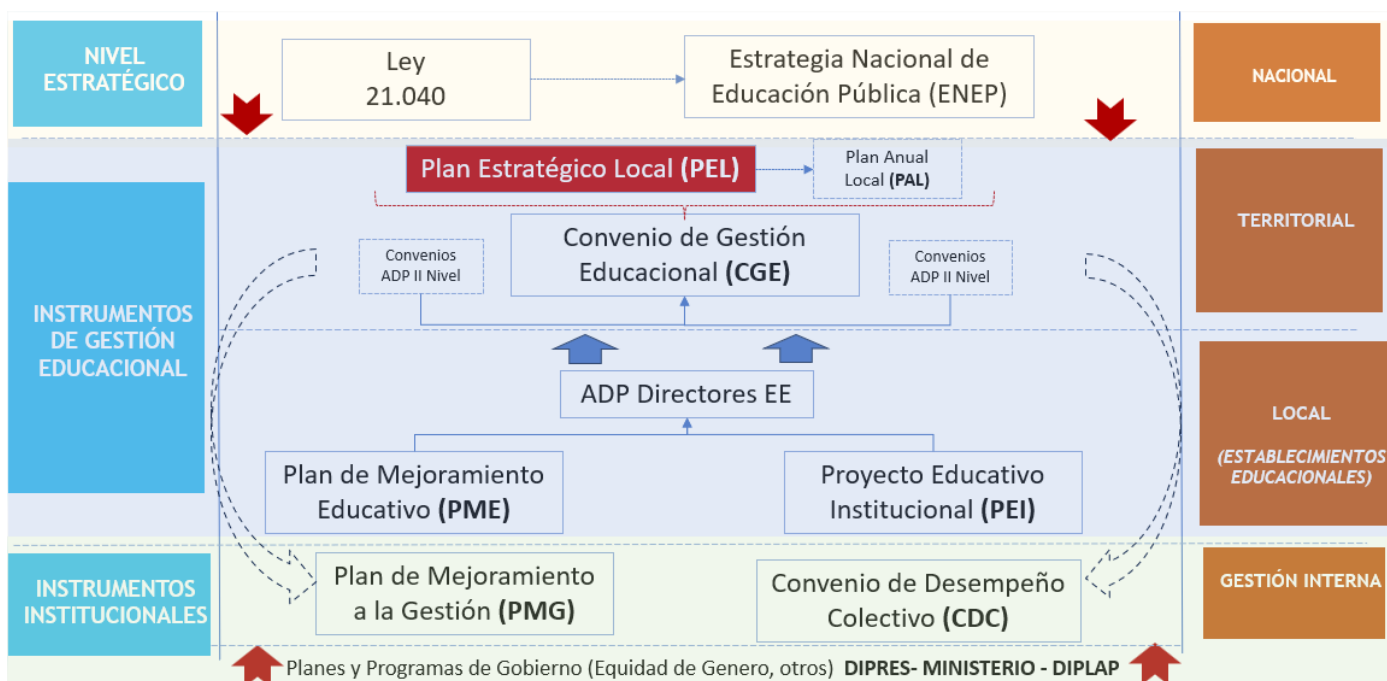 NIVEL
ESTRATÉGICO
Ley
21.040
Estrategia Nacional de
Educación Pública (ENEP)
NACIONAL
Plan Estratégico Local (PEL)
Plan Anual
Local (PAL)
TERRITORIAL
Convenios
ADP II Nivel
Convenio de Gestión
Educacional (CGE)
Convenios
ADP II Nivel
INSTRUMENTOS
DE GESTIÓN
EDUCACIONAL
ADP Directores EE
LOCAL
(ESTABLECIMIENTOS
EDUCACIONALES)
Plan de Mejoramiento
Educativo (PME)
Proyecto Educativo
Institucional (PEI)
INSTRUMENTOS
INSTITUCIONALES
Plan de Mejoramiento
a la Gestión (PMG)
Convenio de Desempeño
Colectivo (CDC)
GESTIÓN INTERNA
Planes y Programas de Gobierno (Equidad de Genero, otros) DIPRES- MINISTERIO - DIPLAP